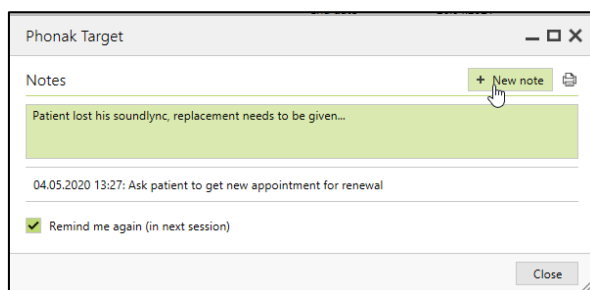 Phonak Target
Notes
+ New note
Patient lost his soundlync, replacement needs to be given...
04.05.2020 13:27: Ask patient to get new appointment for renewal
Remind me again (in next session)
Close